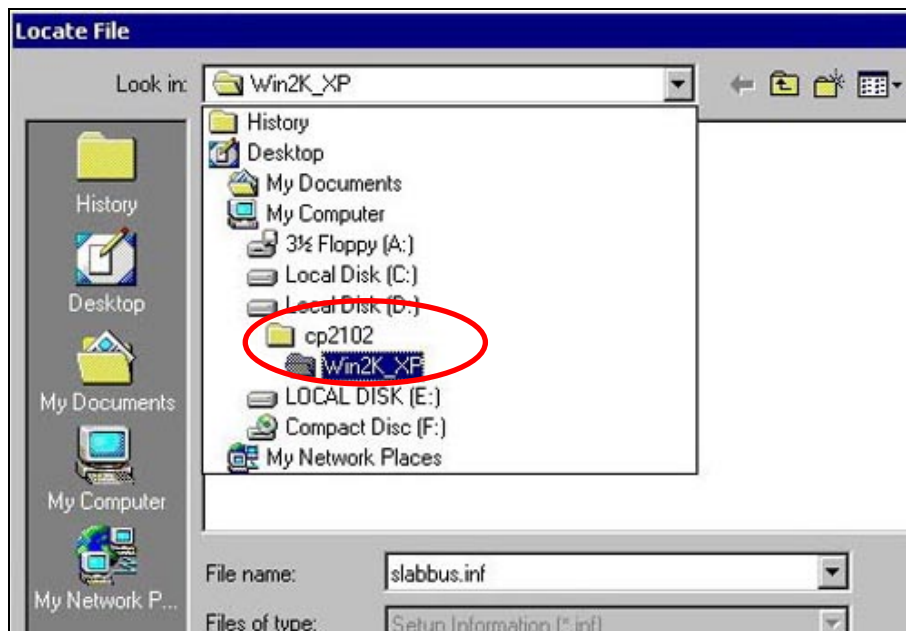 Locate File
Look in: Win2K_XP
History
Desktop
My Documents
My Computer
3½ Floppy (A:)
Local Disk (C:)
Local Disk (D:)
cp2102
Win2K_XP
LOCAL DISK (E:)
Compact Disc (F:)
My Network Places
History
Desktop
My Documents
My Computer
My Network P...
File name: slabbus.inf
Files of type: Setup Information (*.inf)